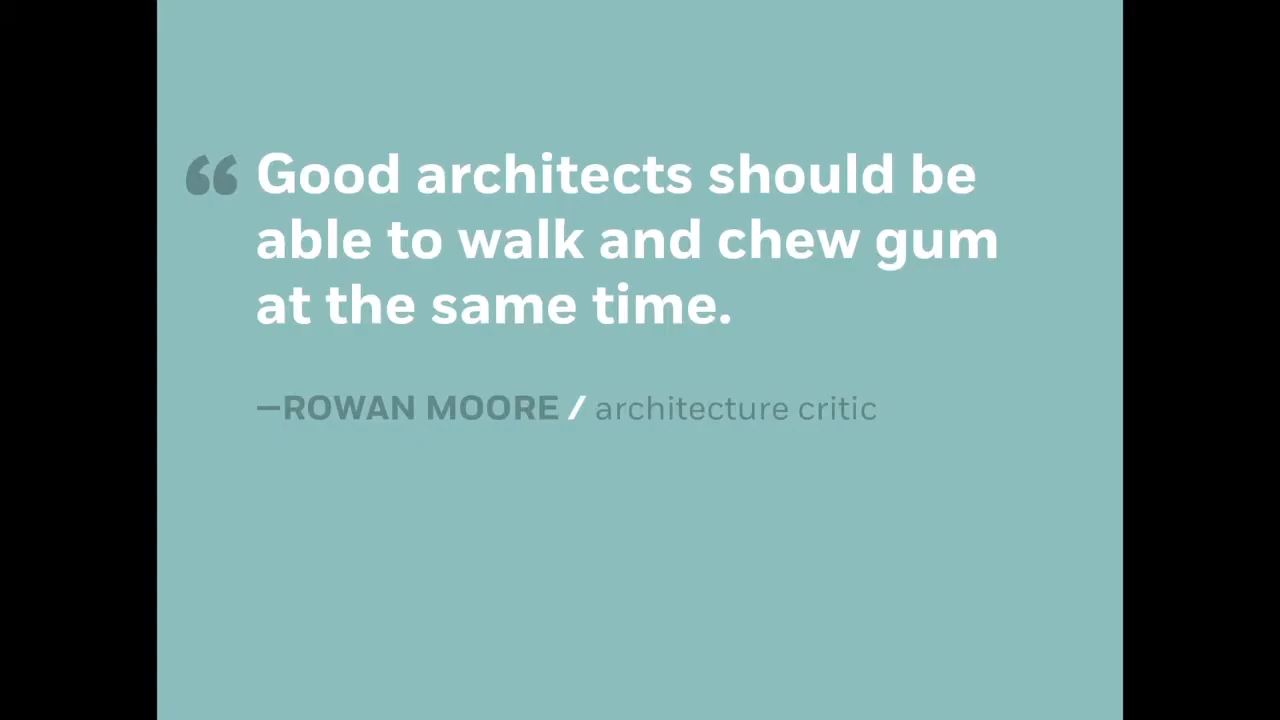 “Good architects should be
able to walk and chew gum
at the same time.
—ROWAN MOORE / architecture critic